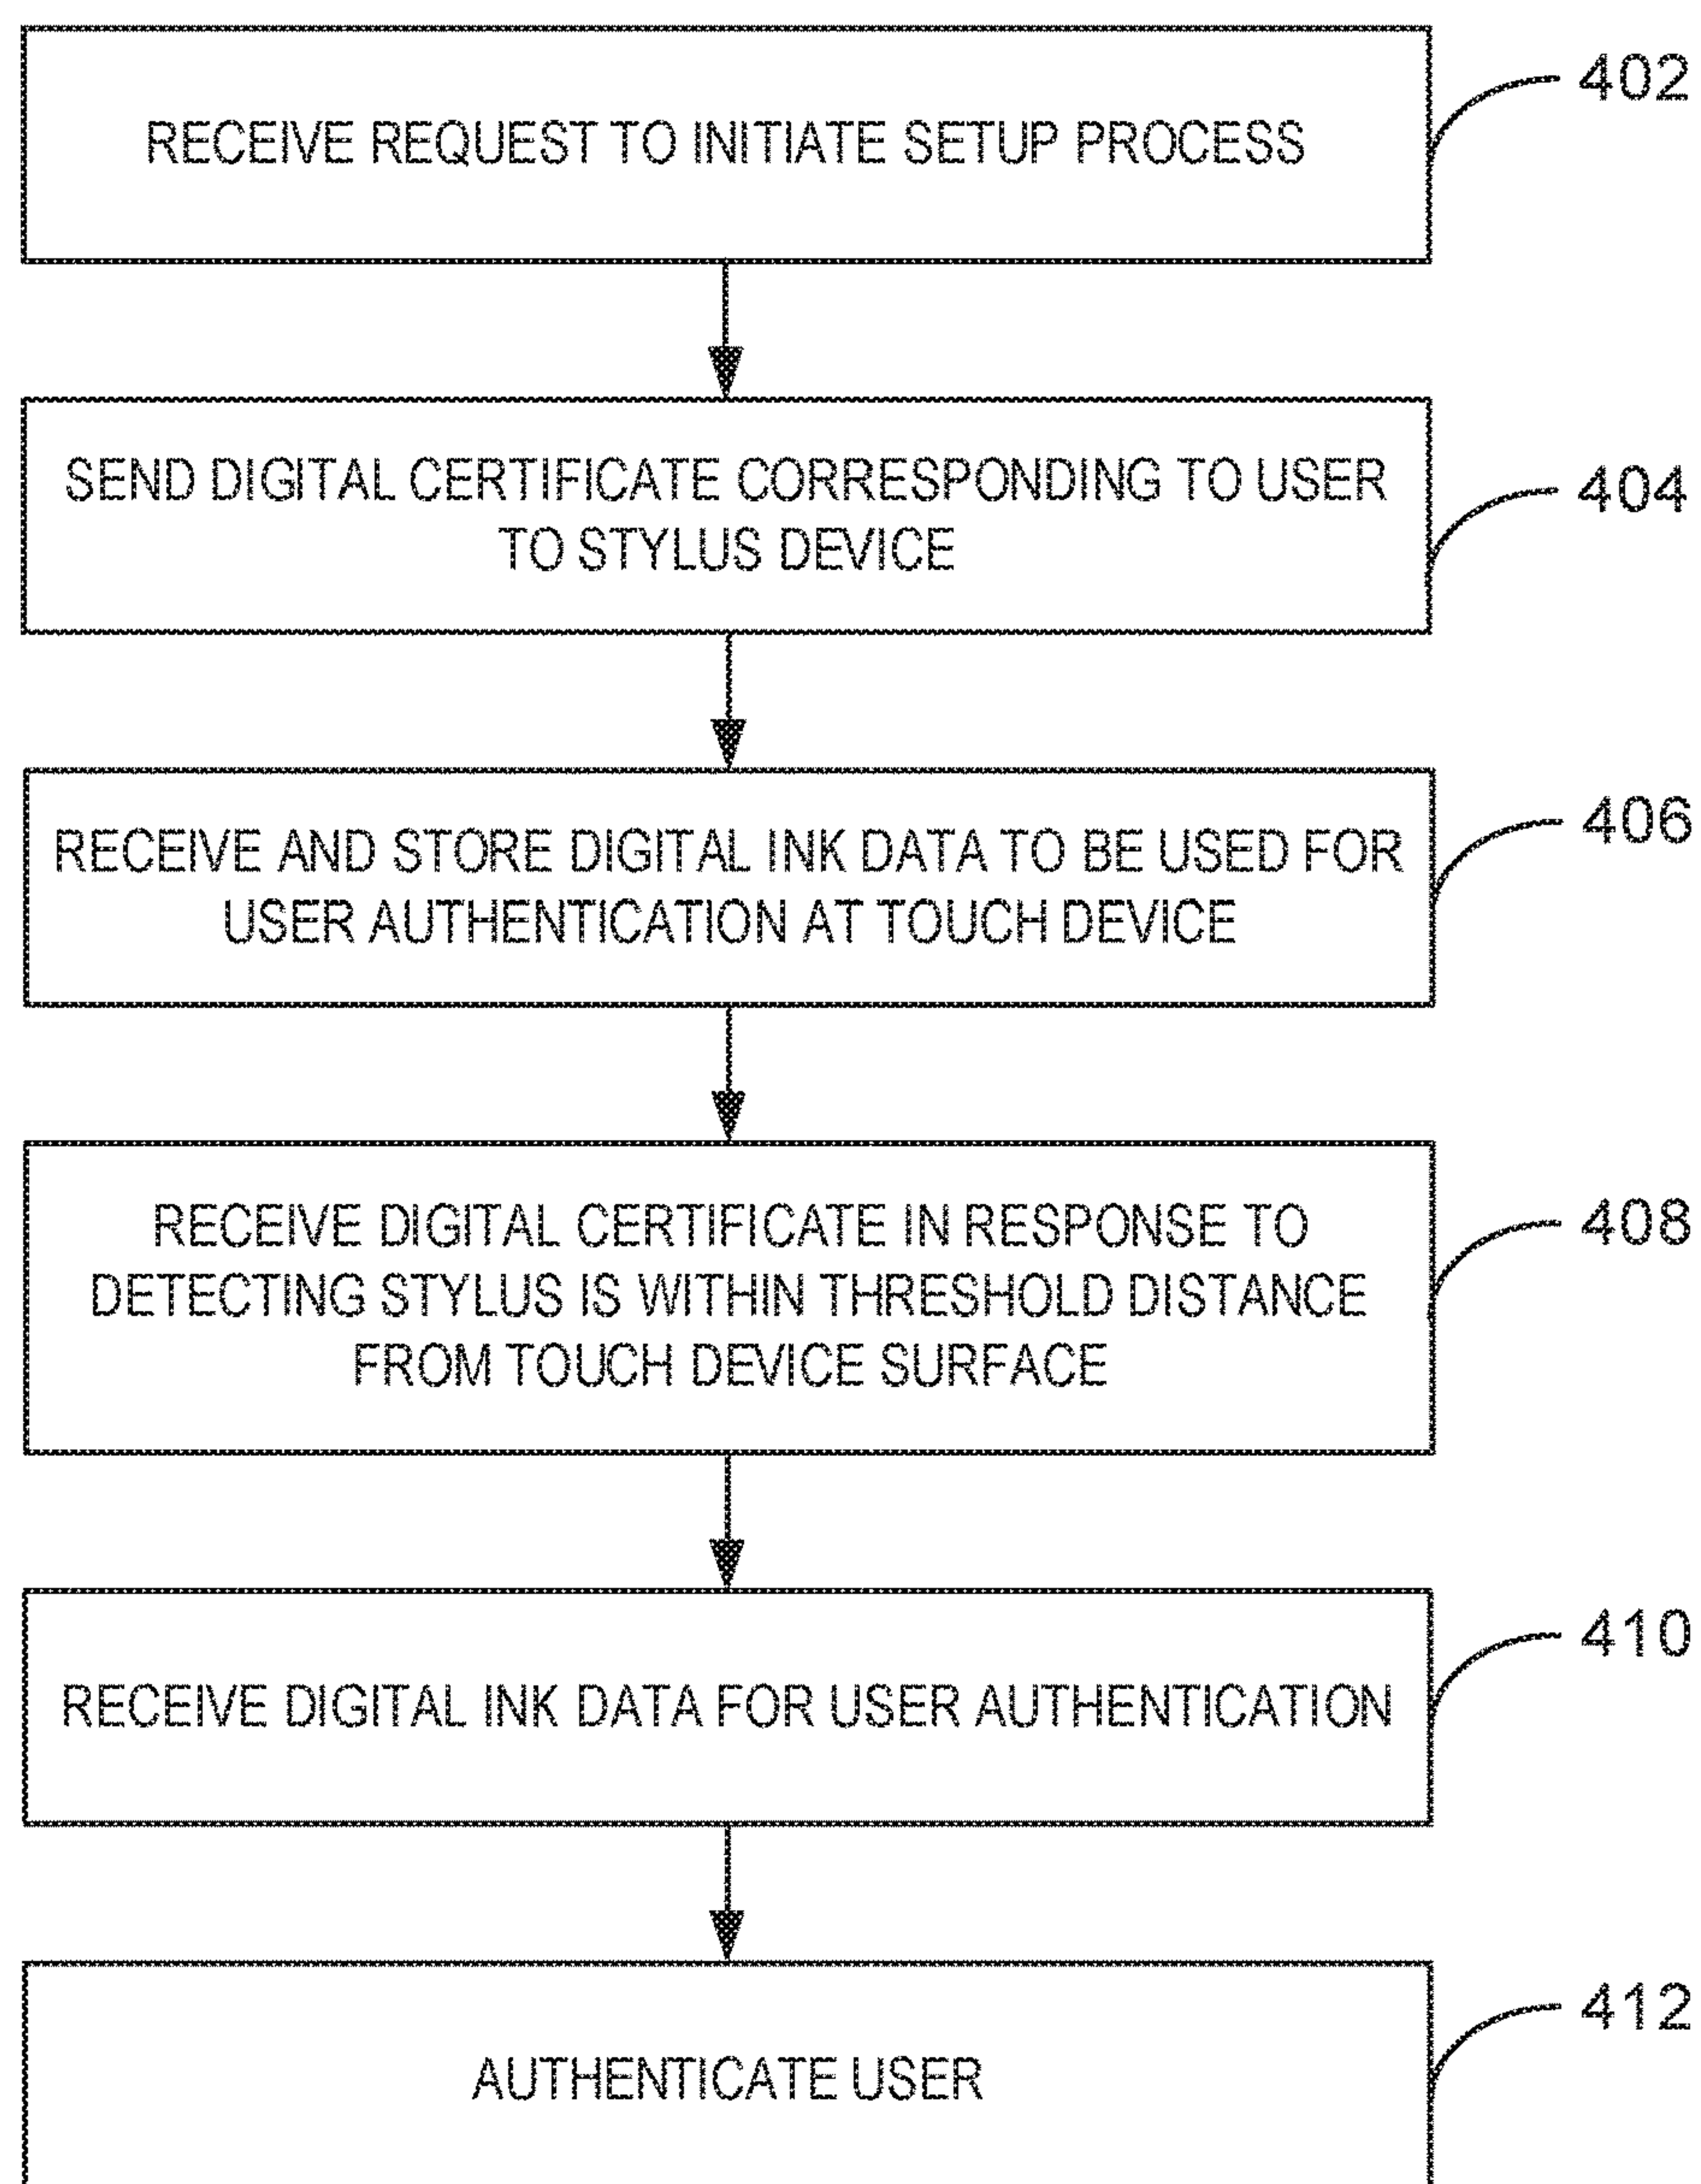 RECEIVE REQUEST TO INITIATE SETUP PROCESS
402
SEND DIGITAL CERTIFICATE CORRESPONDING TO USER
TO STYLUS DEVICE
404
RECEIVE AND STORE DIGITAL INK DATA TO BE USED FOR
USER AUTHENTICATION AT TOUCH DEVICE
406
RECEIVE DIGITAL CERTIFICATE IN RESPONSE TO
DETECTING STYLUS IS WITHIN THRESHOLD DISTANCE
FROM TOUCH DEVICE SURFACE
408
RECEIVE DIGITAL INK DATA FOR USER AUTHENTICATION
410
AUTHENTICATE USER
412